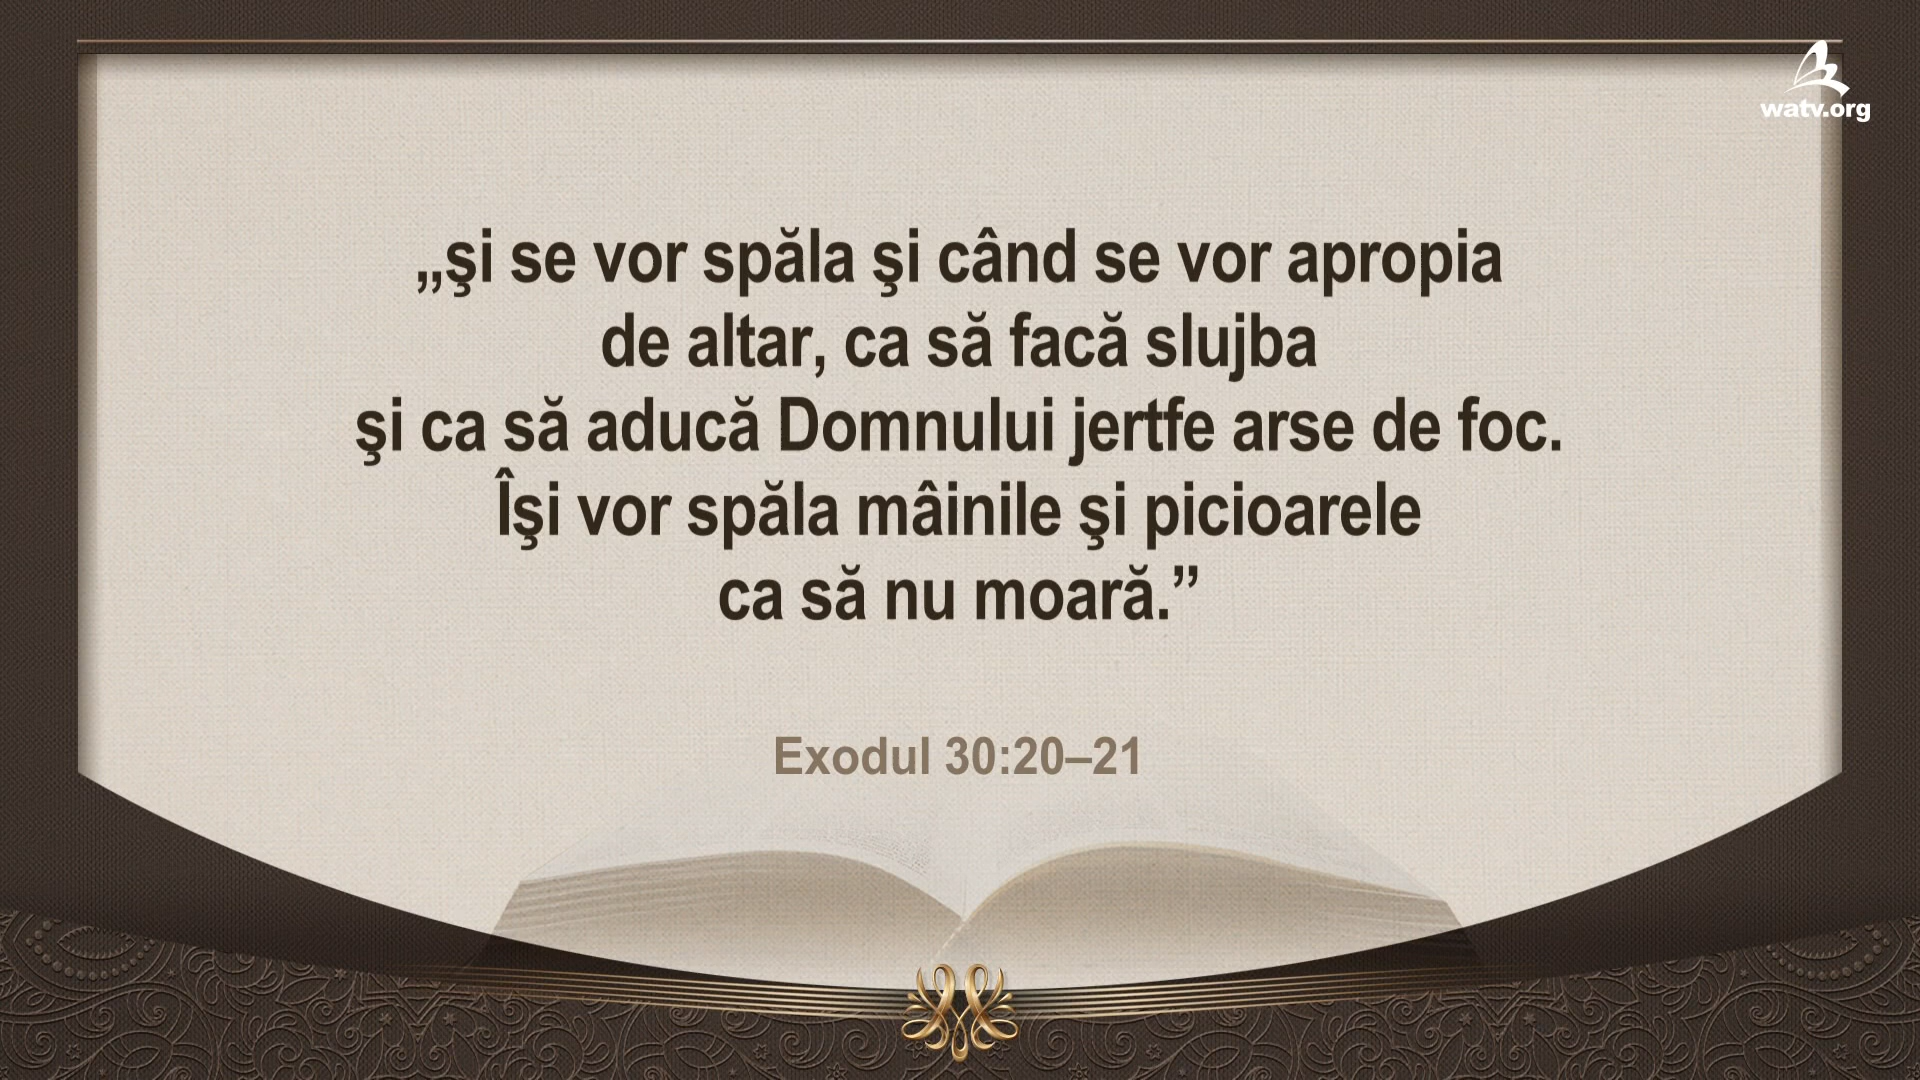 watv.org
„şi se vor spăla şi când se vor apropia
de altar, ca să facă slujba
şi ca să aducă Domnului jertfe arse de foc.
Îşi vor spăla mâinile şi picioarele
ca să nu moară.”
Exodul 30:20–21